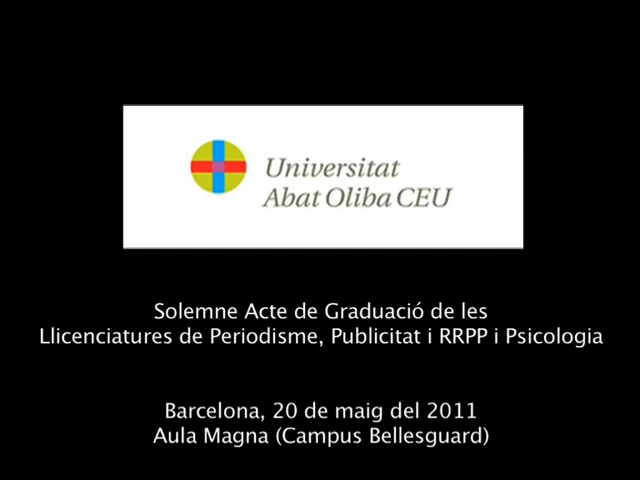 Universitat
Abat Oliba CEU
Solemne Acte de Graduació de les
Llicenciatures de Periodisme, Publicitat i RRPP i Psicologia
Barcelona, 20 de maig del 2011
Aula Magna (Campus Bellesguard)